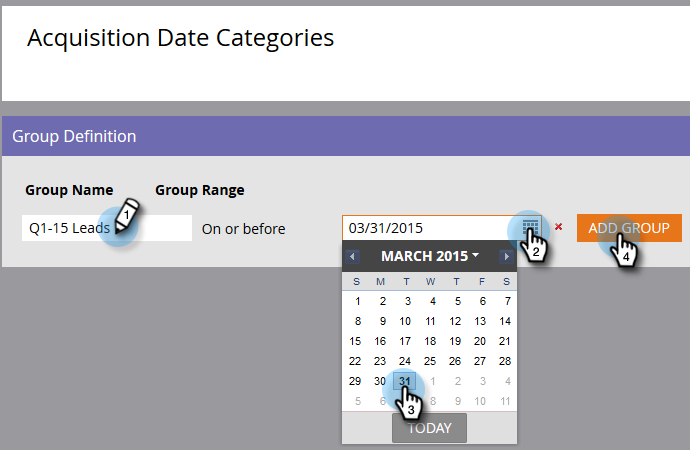 Acquisition Date Categories
Group Definition
Group Name Group Range
Q1-15 Leads 1 On or before 03/31/2015 2 × ADD GROUP 4
MARCH 2015
S M T W T F S
1 2 3 4 5 6 7
8 9 10 11 12 13 14
15 16 17 18 19 20 21
22 23 24 25 26 27 28
29 30 31 1 2 3 4
5 6 8 9 10 11
3
TODAY